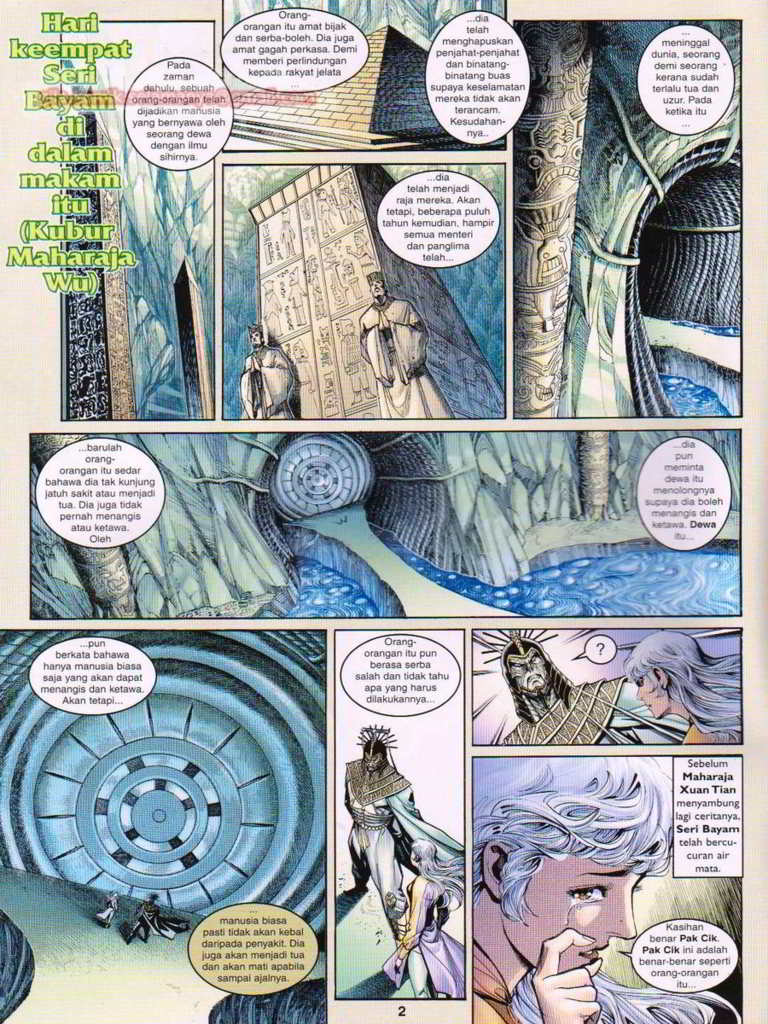 Hari
keempat
Seri
Bayam
di
dalam
makam
itu
(Kubur
Maharaja
Wu)
Pada
zaman
dahulu, sebuah
orang-orangan telah
dijadikan manusia
yang bernyawa oleh
seorang dewa
dengan ilmu
sihirnya.
Orang-
orangan itu amat bijak
dan serba-boleh. Dia juga
amat gagah perkasa. Demi
memberi perlindungan
kepada rakyat jelata
...
...dia
telah
menghapuskan
penjahat-penjahat
dan binatang-
binatang buas
supaya keselamatan
mereka tidak akan
terancam.
Kesudahan-
nya..
...dia
telah menjadi
raja mereka. Akan
tetapi, beberapa puluh
tahun kemudian, hampir
semua menteri
dan panglima
telah...
...
meninggal
dunia, seorang
demi seorang
kerana sudah
terlalu tua dan
uzur. Pada
ketika itu
...
...barulah
orang-
orangan itu sedar
bahawa dia tak kunjung
jatuh sakit atau menjadi
tua. Dia juga tidak
pernah menangis
atau ketawa.
Oleh
...
...dia
pun
meminta
dewa itu
menolongnya
supaya dia boleh
menangis dan
ketawa. Dewa
itu...
...pun
berkata bahawa
hanya manusia biasa
saja yang akan dapat
menangis dan ketawa.
Akan tetapi...
...
manusia biasa
pasti tidak akan kebal
daripada penyakit. Dia
juga akan menjadi tua
dan akan mati apabila
sampai ajalnya.
Orang-
orangan itu pun
berasa serba
salah dan tidak tahu
apa yang harus
dilakukannya...
?
Sebelum
Maharaja
Xuan Tian
menyambung
lagi ceritanya,
Seri Bayam
telah bercu-
curan air
mata.
Kasihan
benar Pak Cik.
Pak Cik ini adalah
benar-benar seperti
orang-orangan
itu...
2